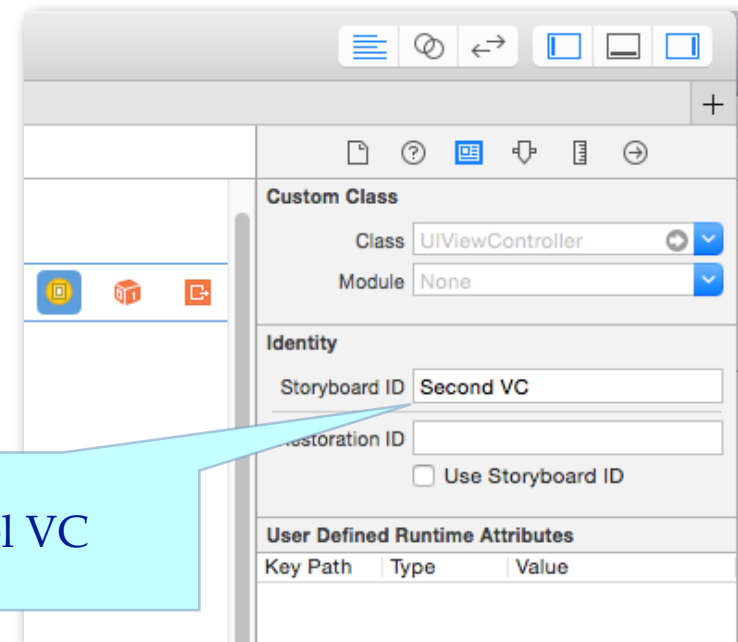 +
Custom Class
Class UIViewController
Module None
Identity
Storyboard ID Second VC
Restoration ID
Use Storyboard ID
VC
User Defined Runtime Attributes
Key Path Type Value